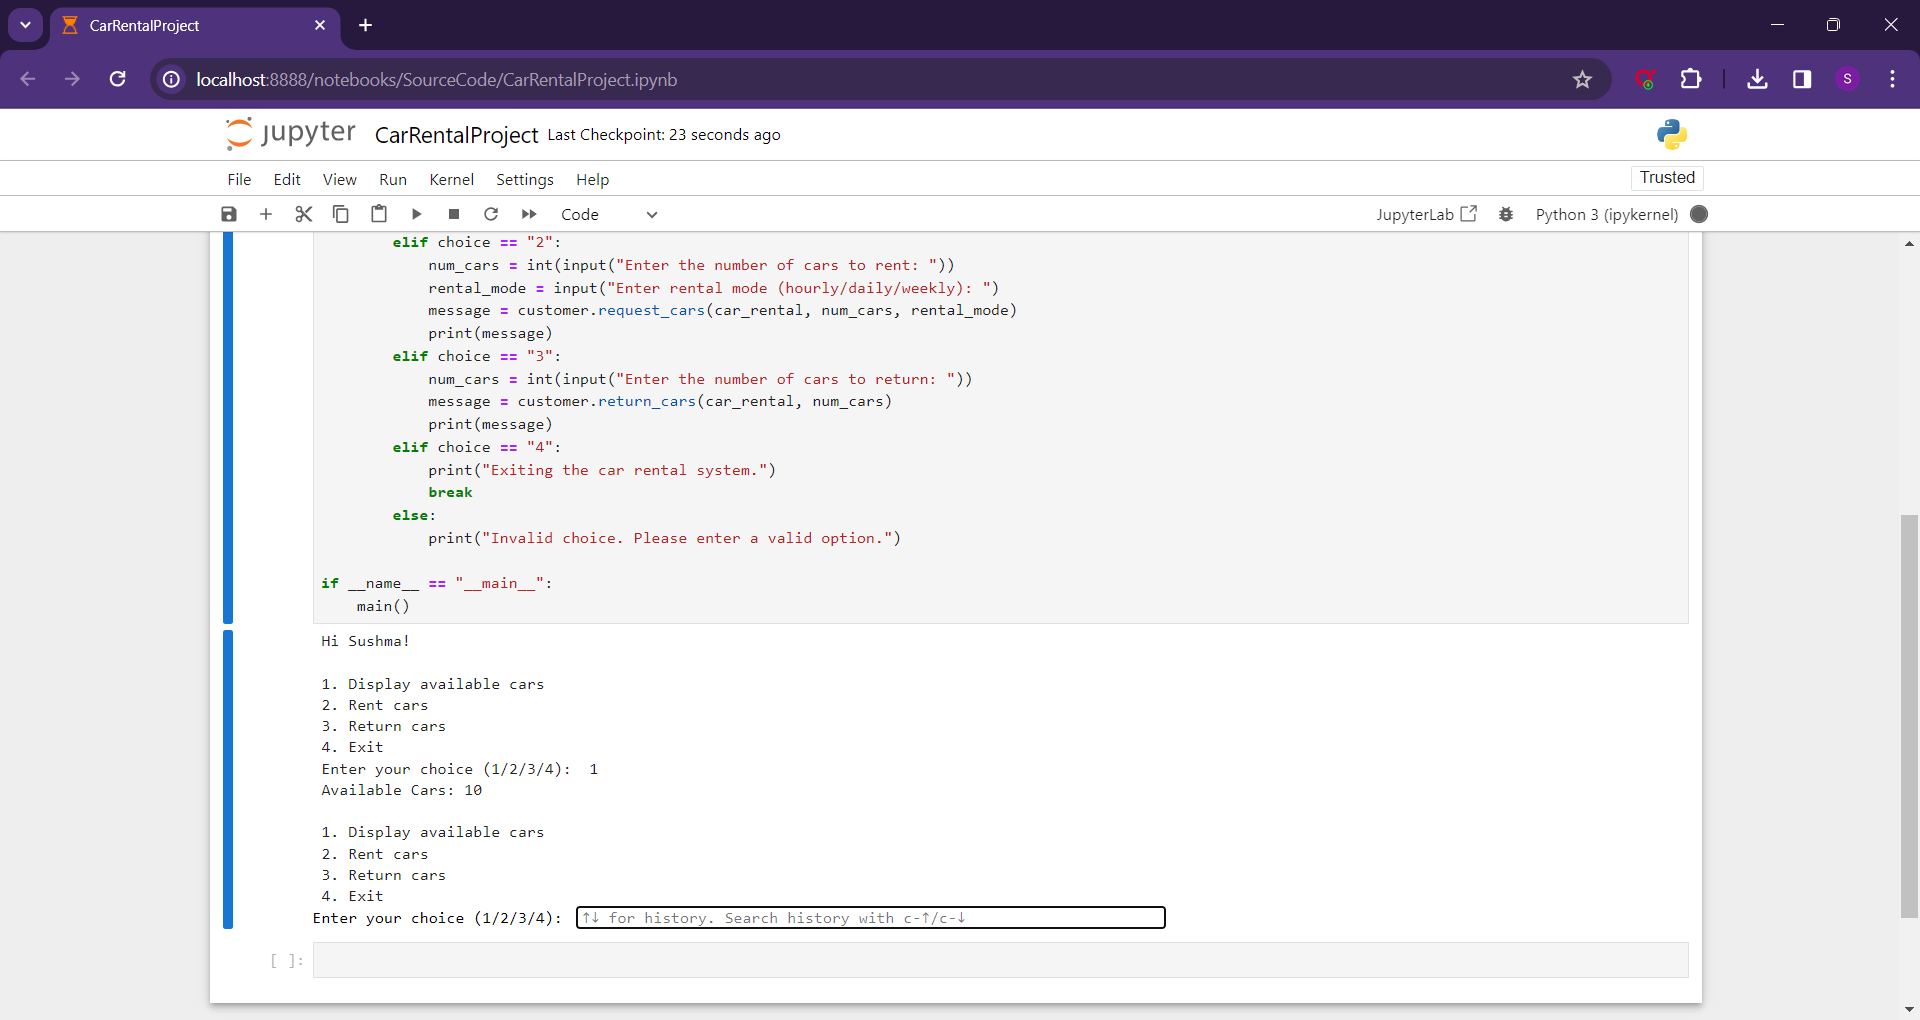 CarRentalProject
localhost:8888/notebooks/SourceCode/CarRentalProject.ipynb
S
jupyter CarRentalProject Last Checkpoint: 23 seconds ago
File Edit View Run Kernel Settings Help
Trusted
Code
JupyterLab Python 3 (ipykernel)
elif choice == "2":
num_cars = int(input("Enter the number of cars to rent: "))
rental_mode = input("Enter rental mode (hourly/daily/weekly): ")
message = customer.request_cars(car_rental, num_cars, rental_mode)
print(message)
elif choice == "3":
num_cars = int(input("Enter the number of cars to return: "))
message = customer.return_cars(car_rental, num_cars)
print(message)
elif choice == "4":
print("Exiting the car rental system.")
break
else:
print("Invalid choice. Please enter a valid option.")
if __name__ == "__main__":
main()
Hi Sushma!
1. Display available cars
2. Rent cars
3. Return cars
4. Exit
Enter your choice (1/2/3/4):  1
Available Cars: 10
1. Display available cars
2. Rent cars
3. Return cars
4. Exit
Enter your choice (1/2/3/4): ↑↓ for history. Search history with c-↑/c-↓
[ ]: